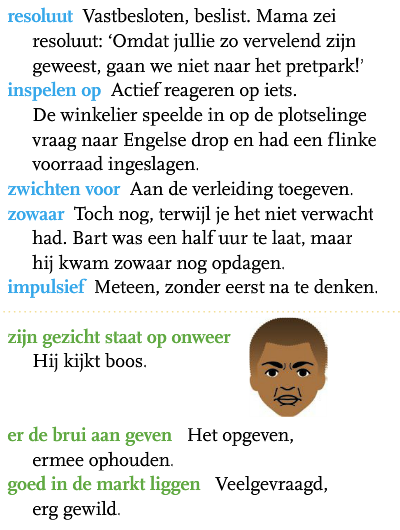 resoluut Vastbesloten, beslist. Mama zei
resoluut: ‘Omdat jullie zo vervelend zijn
geweest, gaan we niet naar het pretpark!’
inspelen op Actief reageren op iets.
De winkelier speelde in op de plotselinge
vraag naar Engelse drop en had een flinke
voorraad ingeslagen.
zwichten voor Aan de verleiding toegeven.
zowaar Toch nog, terwijl je het niet verwacht
had. Bart was een half uur te laat, maar
hij kwam zowaar nog opdagen.
impulsief Meteen, zonder eerst na te denken.
zijn gezicht staat op onweer
Hij kijkt boos.
er de brui aan geven Het opgeven,
ermee ophouden.
goed in de markt liggen Veelgevraagd,
erg gewild.